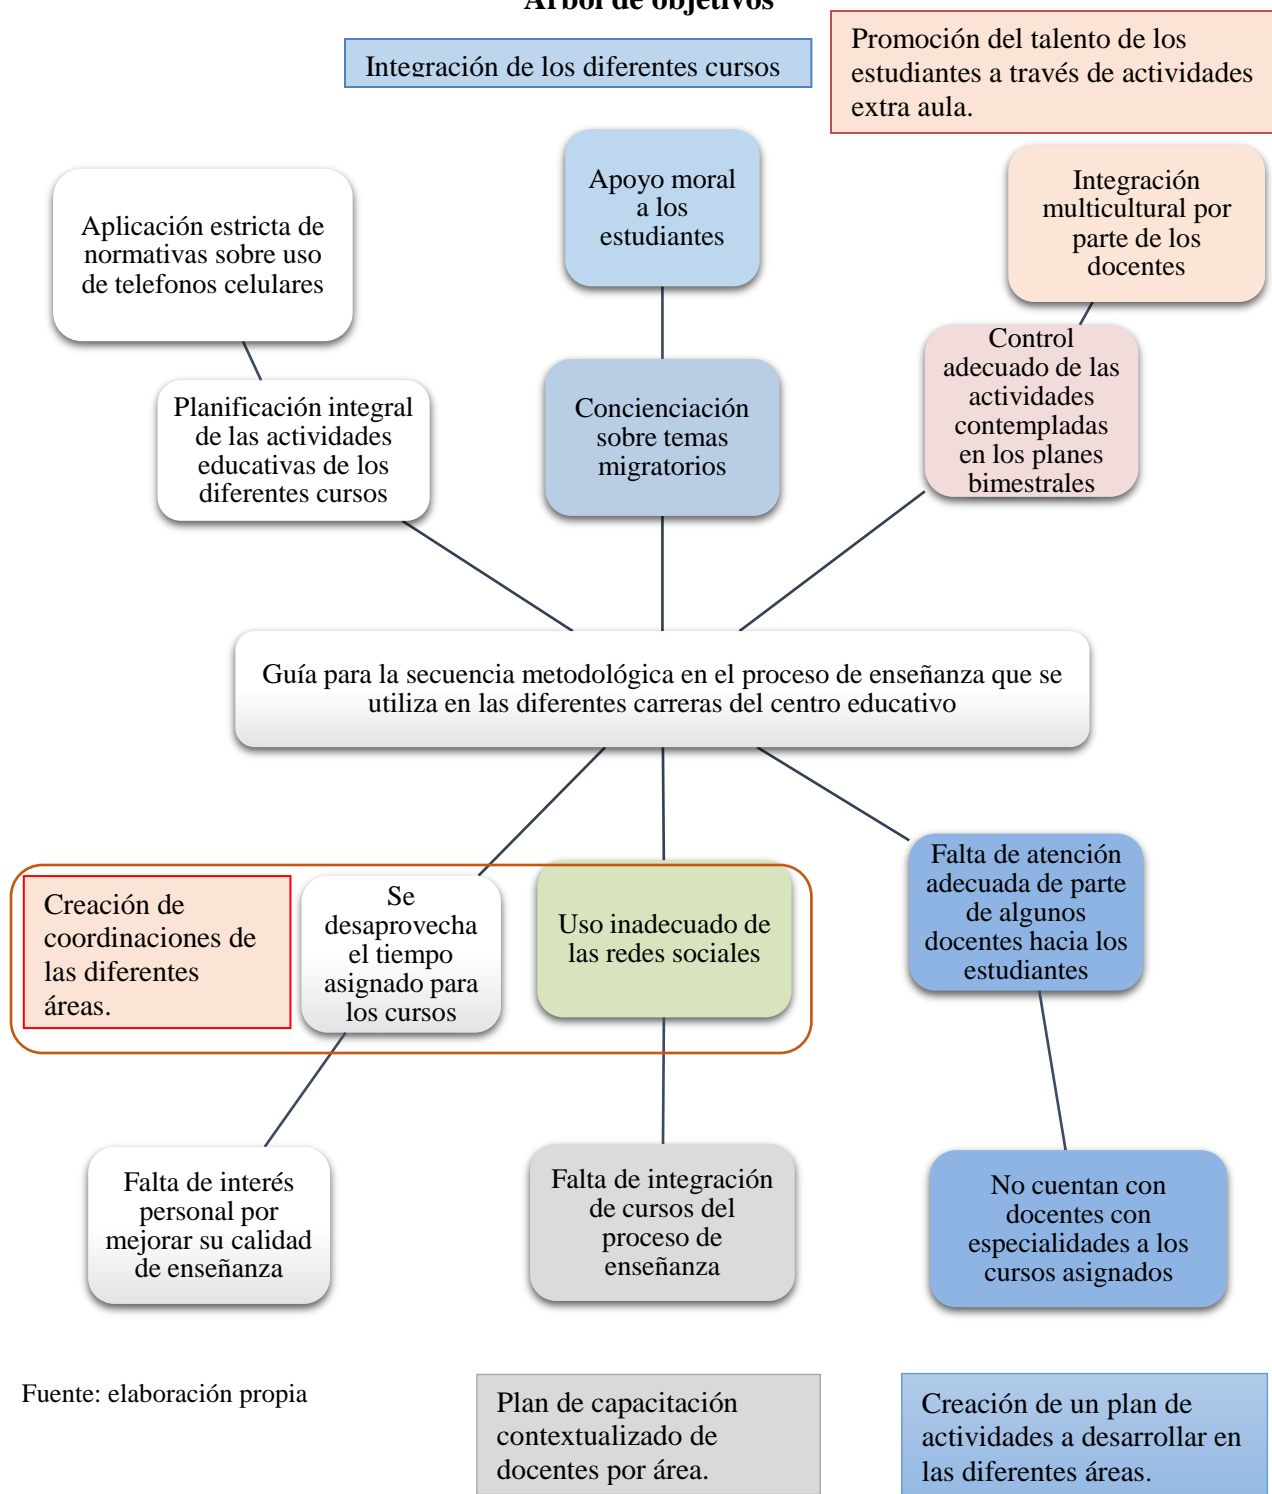 Árbol de objetivos
Integración de los diferentes cursos
Promoción del talento de los
estudiantes a través de actividades
extra aula.
Aplicación estricta de
normativas sobre uso
de telefonos celulares
Apoyo moral
a los
estudiantes
Integración
multicultural por
parte de los
docentes
Planificación integral
de las actividades
educativas de los
diferentes cursos
Concienciación
sobre temas
migratorios
Control
adecuado de las
actividades
contempladas
en los planes
bimestrales
Guía para la secuencia metodológica en el proceso de enseñanza que se
utiliza en las diferentes carreras del centro educativo
Creación de
coordinaciones de
las diferentes
áreas.
Se
desaprovecha
el tiempo
asignado para
los cursos
Uso inadecuado de
las redes sociales
Falta de atención
adecuada de parte
de algunos
docentes hacia los
estudiantes
Falta de interés
personal por
mejorar su calidad
de enseñanza
Falta de integración
de cursos del
proceso de
enseñanza
No cuentan con
docentes con
especialidades a los
cursos asignados
Fuente: elaboración propia
Plan de capacitación
contextualizado de
docentes por área.
Creación de un plan de
actividades a desarrollar en
las diferentes áreas.